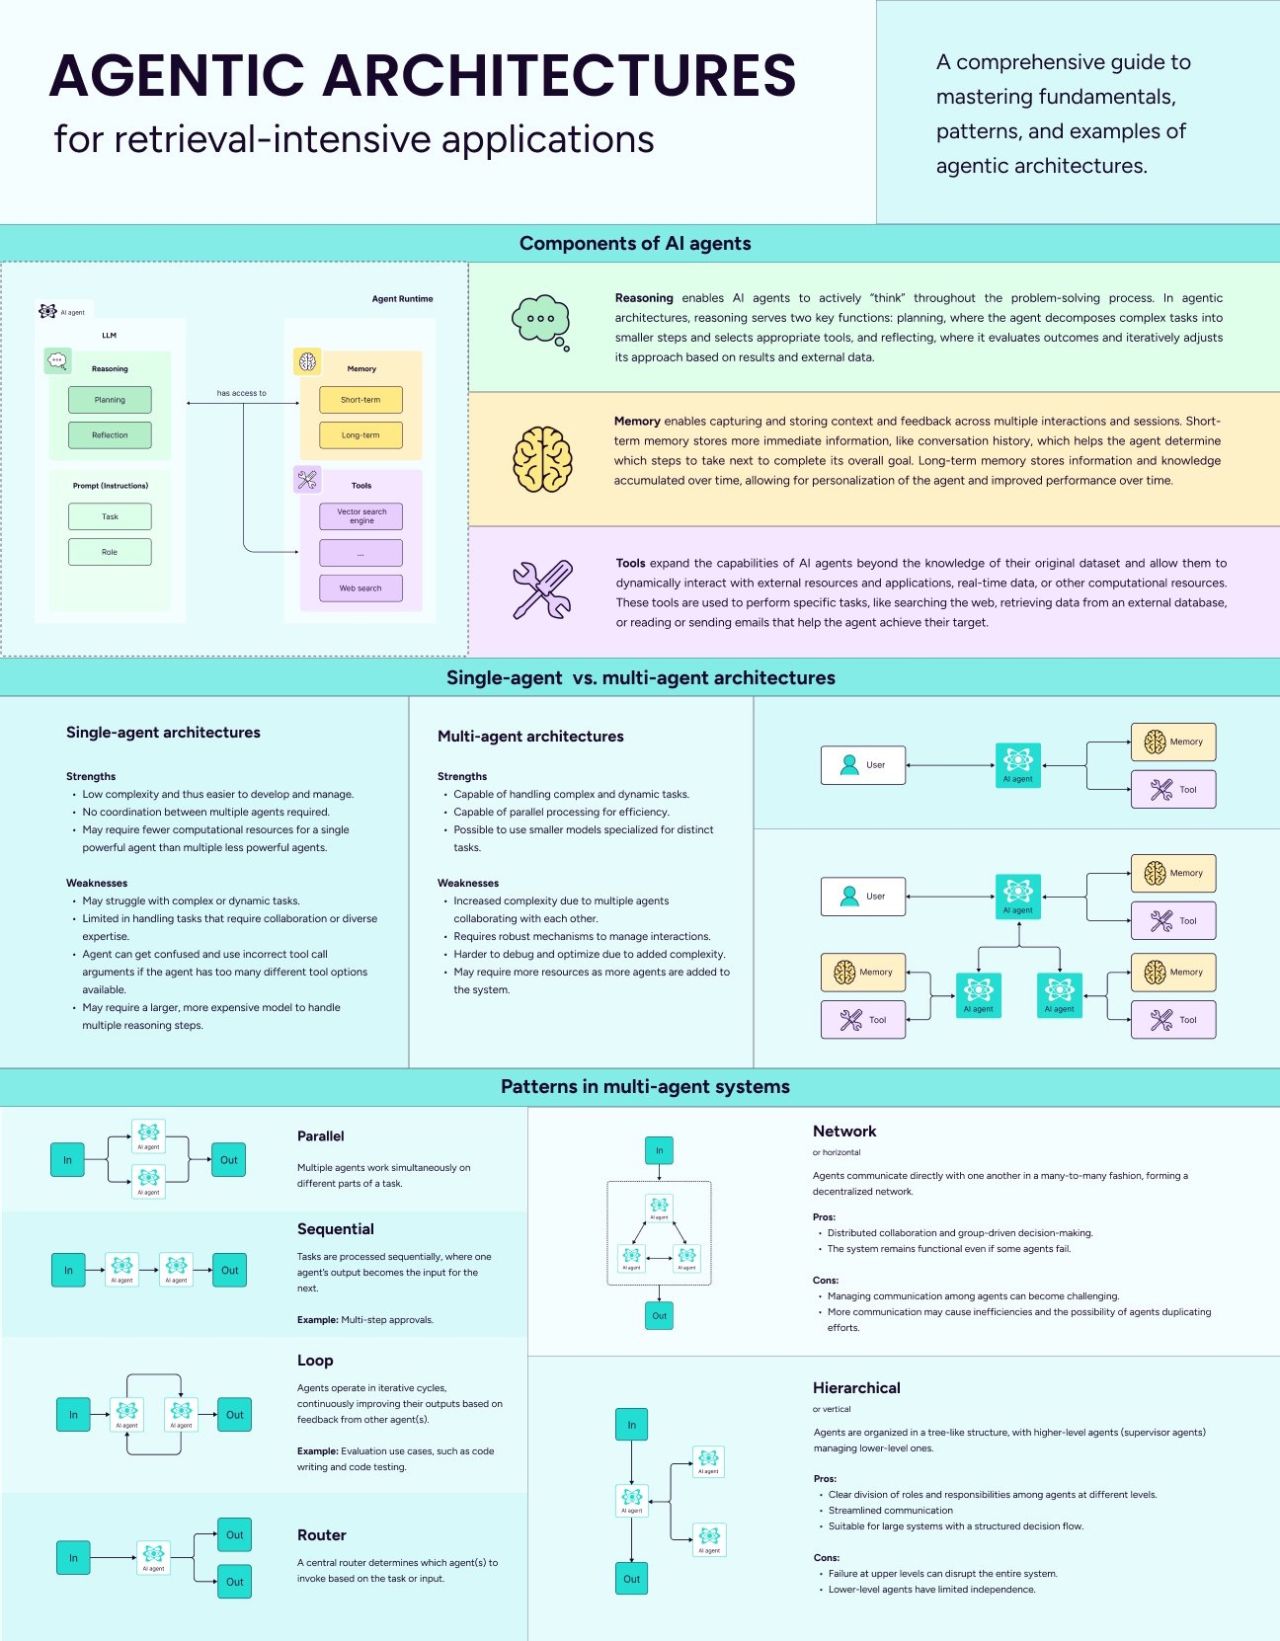 AGENTIC ARCHITECTURES
for retrieval-intensive applications
A comprehensive guide to
mastering fundamentals,
patterns, and examples of
agentic architectures.
Components of AI agents
Agent Runtime
AI agent
LLM
Reasoning
Planning
Reflection
Prompt (Instructions)
Task
Role
has access to
Memory
Short-term
Long-term
Tools
Vector search
engine
...
Web search
Reasoning enables AI agents to actively “think” throughout the problem-solving process. In agentic
architectures, reasoning serves two key functions: planning, where the agent decomposes complex tasks into
smaller steps and selects appropriate tools, and reflecting, where it evaluates outcomes and iteratively adjusts
its approach based on results and external data.
Memory enables capturing and storing context and feedback across multiple interactions and sessions. Short-
term memory stores more immediate information, like conversation history, which helps the agent determine
which steps to take next to complete its overall goal. Long-term memory stores information and knowledge
accumulated over time, allowing for personalization of the agent and improved performance over time.
Tools expand the capabilities of AI agents beyond the knowledge of their original dataset and allow them to
dynamically interact with external resources and applications, real-time data, or other computational resources.
These tools are used to perform specific tasks, like searching the web, retrieving data from an external database,
or reading or sending emails that help the agent achieve their target.
Single-agent vs. multi-agent architectures
Single-agent architectures
Strengths
• Low complexity and thus easier to develop and manage.
• No coordination between multiple agents required.
• May require fewer computational resources for a single
powerful agent than multiple less powerful agents.
Weaknesses
• May struggle with complex or dynamic tasks.
• Limited in handling tasks that require collaboration or diverse
expertise.
• Agent can get confused and use incorrect tool call
arguments if the agent has too many different tool options
available.
• May require a larger, more expensive model to handle
multiple reasoning steps.
Multi-agent architectures
Strengths
• Capable of handling complex and dynamic tasks.
• Capable of parallel processing for efficiency.
• Possible to use smaller models specialized for distinct
tasks.
Weaknesses
• Increased complexity due to multiple agents
collaborating with each other.
• Requires robust mechanisms to manage interactions.
• Harder to debug and optimize due to added complexity.
• May require more resources as more agents are added to
the system.
User
AI agent
Memory
Tool
User
AI agent
Memory
Tool
Memory
Tool
AI agent
AI agent
Memory
Tool
Patterns in multi-agent systems
In
AI agent
AI agent
Out
Parallel
Multiple agents work simultaneously on
different parts of a task.
In
AI agent
AI agent
Out
Sequential
Tasks are processed sequentially, where one
agent's output becomes the input for the
next.
Example: Multi-step approvals.
In
AI agent
AI agent
Out
Loop
Agents operate in iterative cycles,
continuously improving their outputs based on
feedback from other agent(s).
Example: Evaluation use cases, such as code
writing and code testing.
In
AI agent
Out
Out
Router
A central router determines which agent(s) to
invoke based on the task or input.
In
AI agent
AI agent
AI agent
Out
Network
or horizontal
Agents communicate directly with one another in a many-to-many fashion, forming a
decentralized network.
Pros:
• Distributed collaboration and group-driven decision-making.
• The system remains functional even if some agents fail.
Cons:
• Managing communication among agents can become challenging.
• More communication may cause inefficiencies and the possibility of agents duplicating
efforts.
In
AI agent
AI agent
AI agent
Out
Hierarchical
or vertical
Agents are organized in a tree-like structure, with higher-level agents (supervisor agents)
managing lower-level ones.
Pros:
• Clear division of roles and responsibilities among agents at different levels.
• Streamlined communication
• Suitable for large systems with a structured decision flow.
Cons:
• Failure at upper levels can disrupt the entire system.
• Lower-level agents have limited independence.